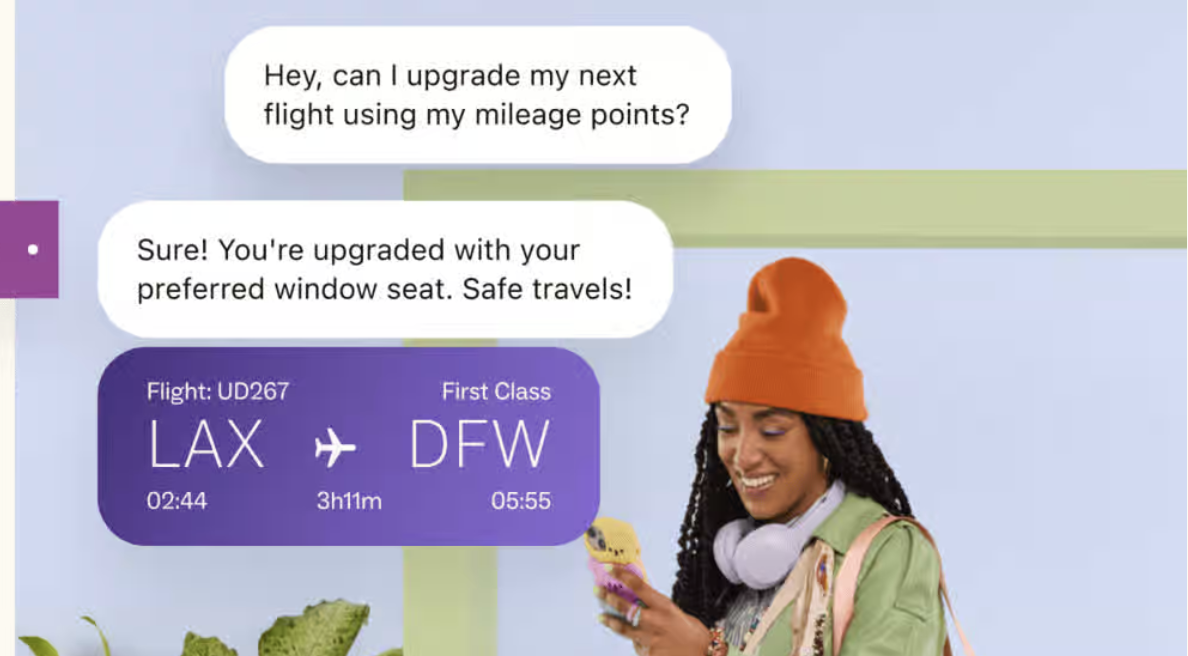 Hey, can I upgrade my next
flight using my mileage points?
Sure! You're upgraded with your
preferred window seat. Safe travels!
Flight: UD267 First Class
LAX DFW
02:44 3h11m 05:55